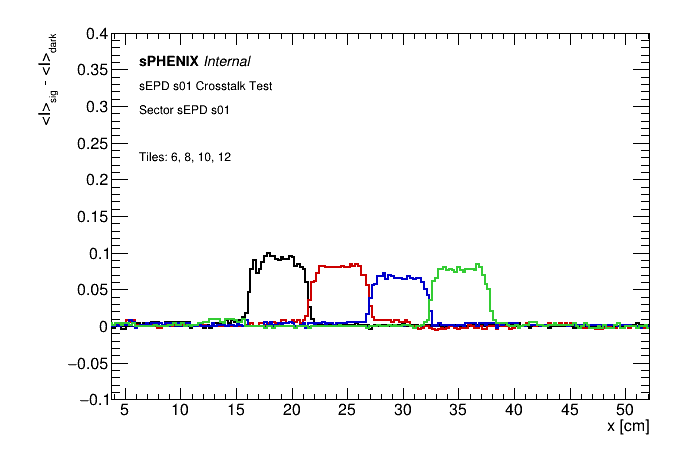 <I>sig - <I>dark
0.4
0.35
0.3
0.25
0.2
0.15
0.1
0.05
0
−0.05
−0.1
sPHENIX Internal
sEPD s01 Crosstalk Test
Sector sEPD s01
Tiles: 6, 8, 10, 12
5 10 15 20 25 30 35 40 45 50
x [cm]